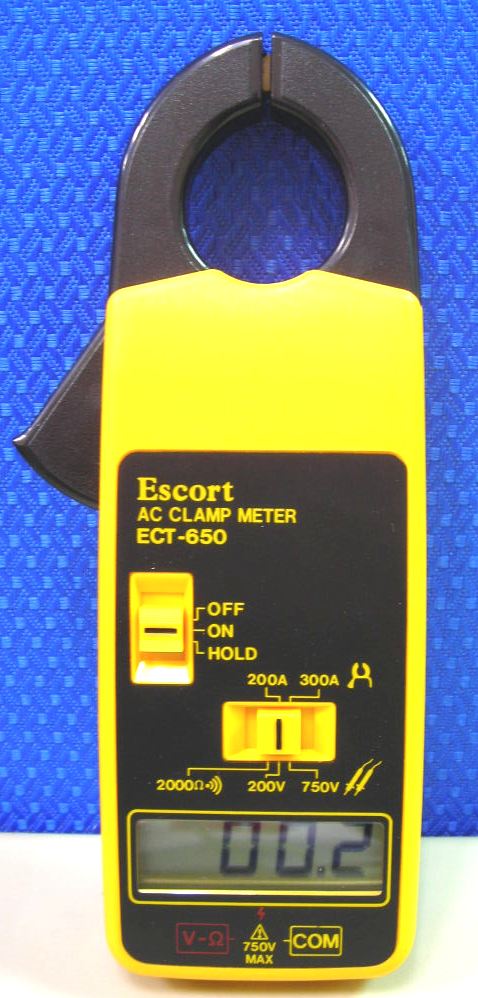 Escort
AC CLAMP METER
ECT-650
OFF
ON
HOLD
200A 300A
2000Ω 200V 750V
00.2
V-Ω 750V MAX COM